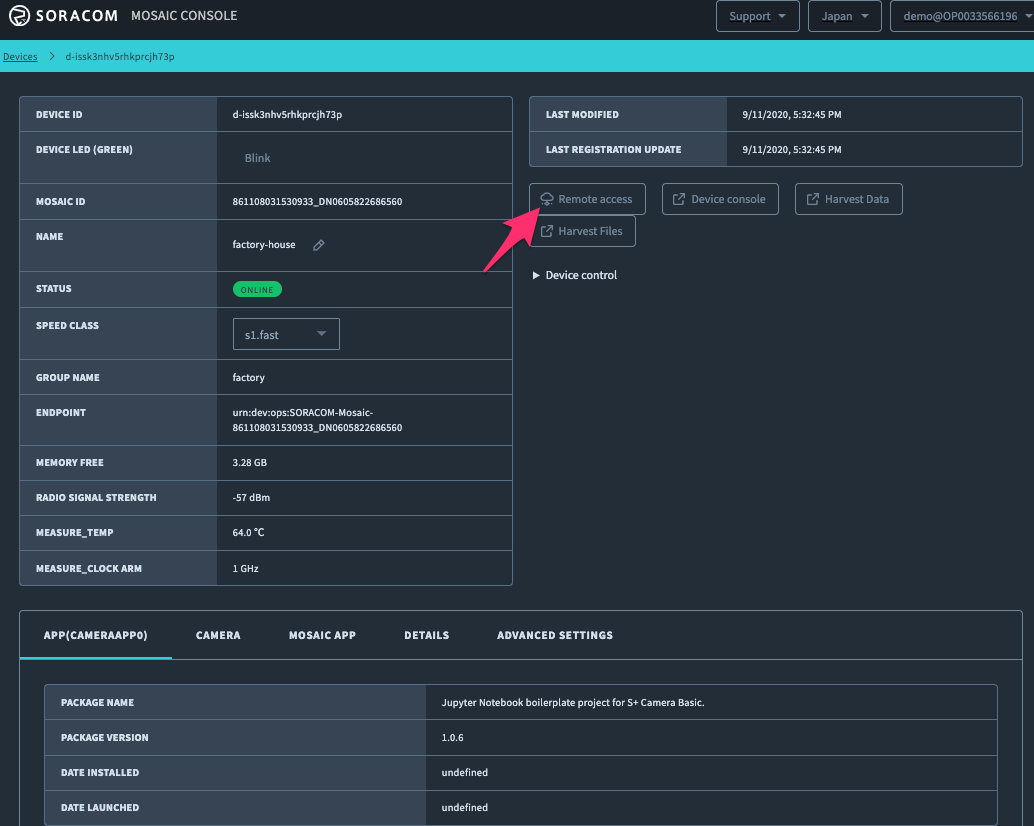 SORACOM MOSAIC CONSOLE
Support
Japan
demo@OP0033566196
Devices > d-issk3nhv5rhkprcjh73p
DEVICE ID d-issk3nhv5rhkprcjh73p
DEVICE LED (GREEN) Blink
MOSAIC ID 861108031530933_DN0605822686560
NAME factory-house
STATUS ONLINE
SPEED CLASS s1.fast
GROUP NAME factory
ENDPOINT urn:dev:ops:SORACOM-Mosaic-
861108031530933_DN0605822686560
MEMORY FREE 3.28 GB
RADIO SIGNAL STRENGTH -57 dBm
MEASURE_TEMP 64.0 ℃
MEASURE_CLOCK ARM 1 GHz
LAST MODIFIED 9/11/2020, 5:32:45 PM
LAST REGISTRATION UPDATE 9/11/2020, 5:32:45 PM
Remote access
Device console
Harvest Data
Harvest Files
Device control
APP(CAMERAAPP0) CAMERA MOSAIC APP DETAILS ADVANCED SETTINGS
PACKAGE NAME Jupyter Notebook boilerplate project for S+ Camera Basic.
PACKAGE VERSION 1.0.6
DATE INSTALLED undefined
DATE LAUNCHED undefined